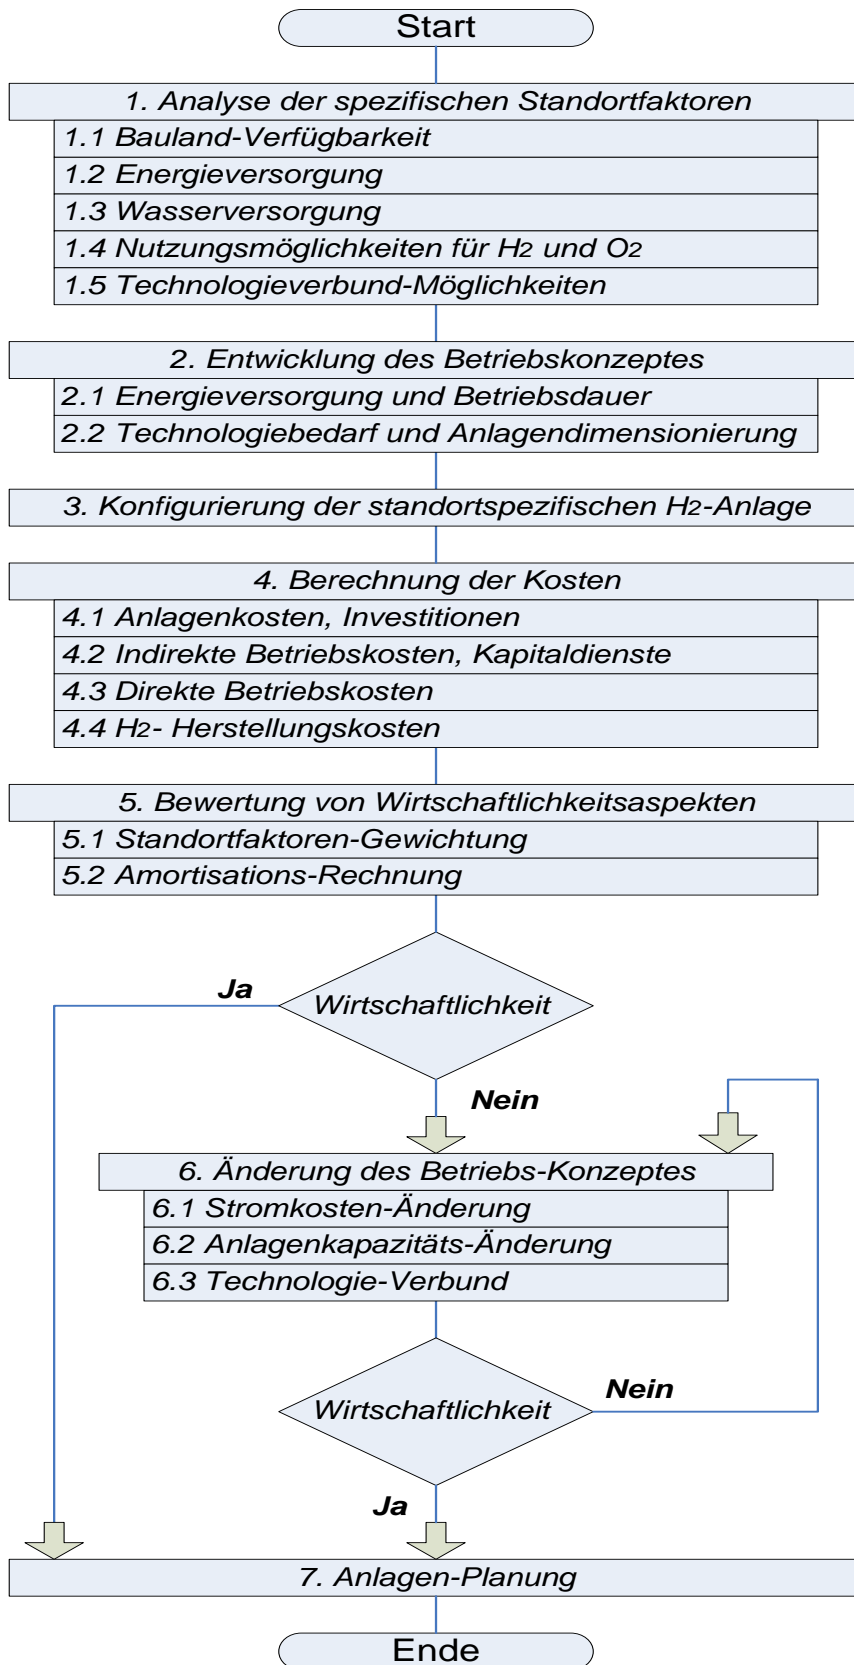 Start
1. Analyse der spezifischen Standortfaktoren
1.1 Bauland-Verfügbarkeit
1.2 Energieversorgung
1.3 Wasserversorgung
1.4 Nutzungsmöglichkeiten für H2 und O2
1.5 Technologieverbund-Möglichkeiten
2. Entwicklung des Betriebskonzeptes
2.1 Energieversorgung und Betriebsdauer
2.2 Technologiebedarf und Anlagendimensionierung
3. Konfigurierung der standortspezifischen H2-Anlage
4. Berechnung der Kosten
4.1 Anlagenkosten, Investitionen
4.2 Indirekte Betriebskosten, Kapitaldienste
4.3 Direkte Betriebskosten
4.4 H2- Herstellungskosten
5. Bewertung von Wirtschaftlichkeitsaspekten
5.1 Standortfaktoren-Gewichtung
5.2 Amortisations-Rechnung
Ja
Wirtschaftlichkeit
Nein
6. Änderung des Betriebs-Konzeptes
6.1 Stromkosten-Änderung
6.2 Anlagenkapazitäts-Änderung
6.3 Technologie-Verbund
Nein
Wirtschaftlichkeit
Ja
7. Anlagen-Planung
Ende